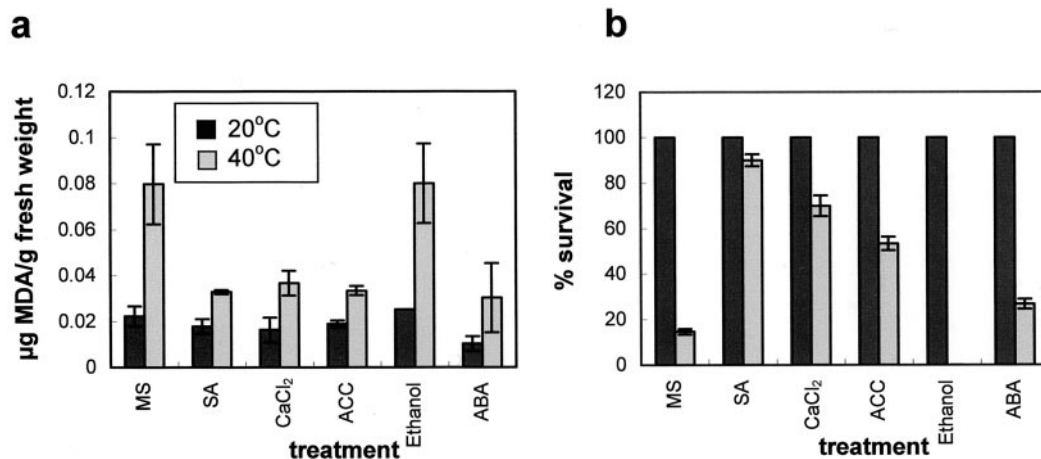 a
µg MDA/g fresh weight
0.12
0.1
0.08
0.06
0.04
0.02
0
20°C
40°C
MS
SA
CaCl₂
ACC
Ethanol
ABA
treatment
b
% survival
120
100
80
60
40
20
0
MS
SA
CaCl₂
ACC
Ethanol
ABA
treatment